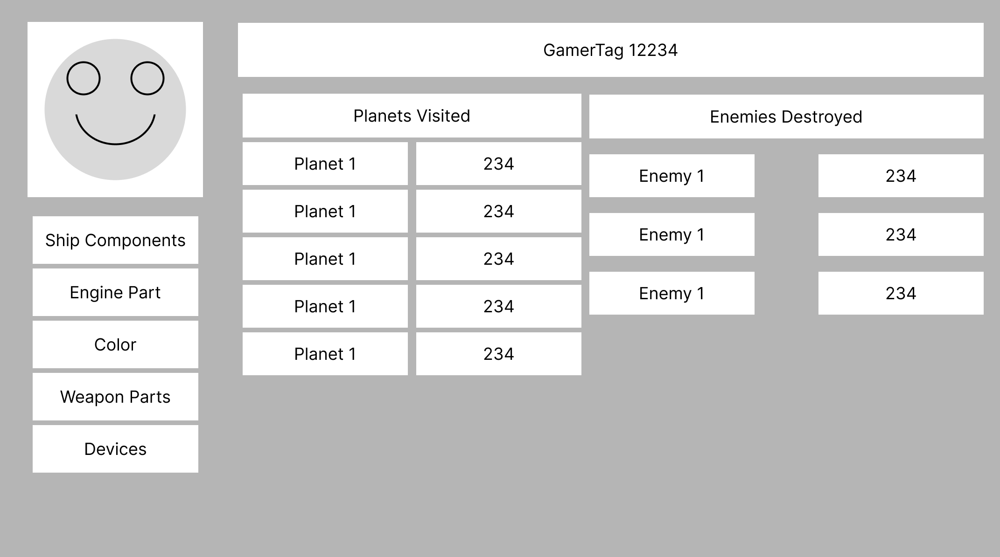 GamerTag 12234
Ship Components
Engine Part
Color
Weapon Parts
Devices
Planets Visited
Planet 1 234
Planet 1 234
Planet 1 234
Planet 1 234
Planet 1 234
Enemies Destroyed
Enemy 1 234
Enemy 1 234
Enemy 1 234